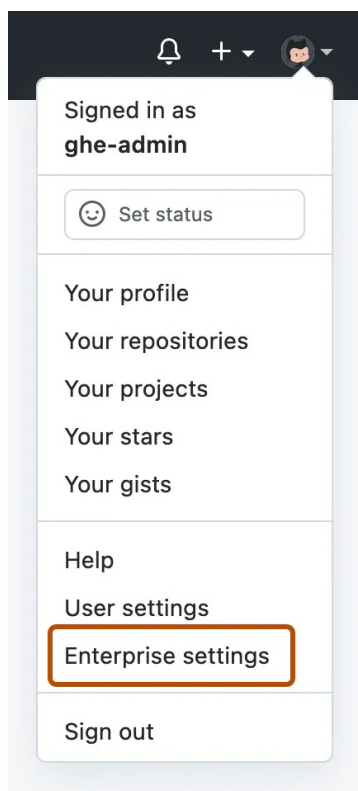 Signed in as
ghe-admin
Set status
Your profile
Your repositories
Your projects
Your stars
Your gists
Help
User settings
Enterprise settings
Sign out